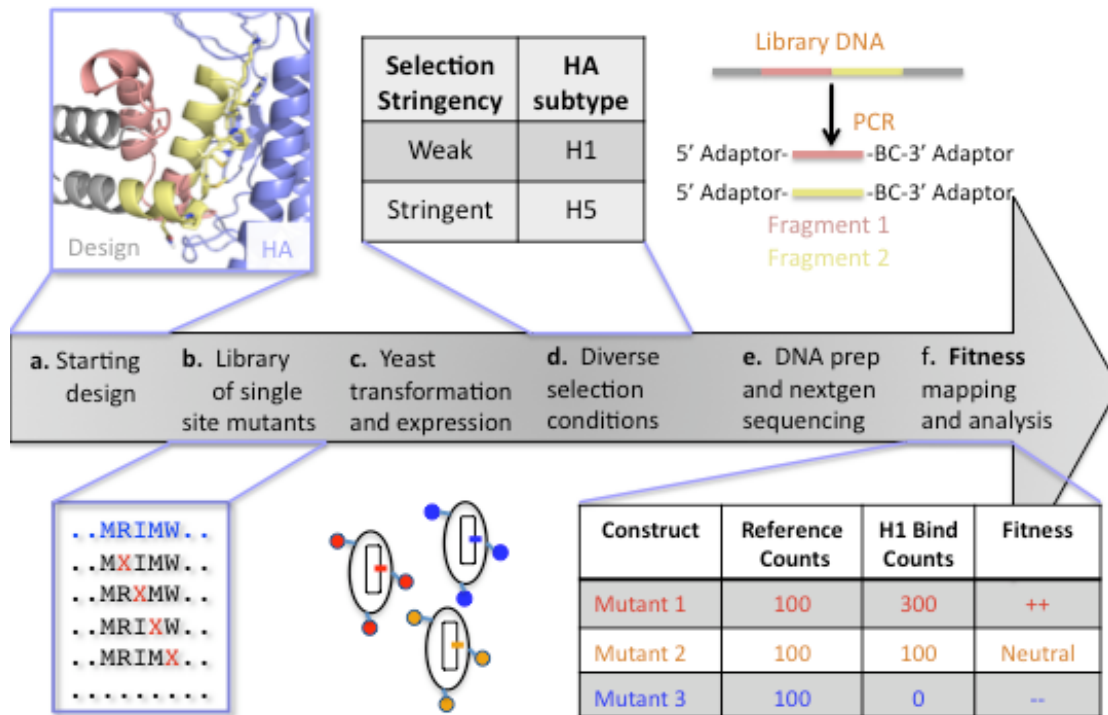 Design
HA
Selection Stringency
HA subtype
Weak
H1
Stringent
H5
Library DNA
PCR
5’ Adaptor-
-BC-3’ Adaptor
5’ Adaptor-
-BC-3’ Adaptor
Fragment 1
Fragment 2
a. Starting
design
b. Library
of single
site mutants
c. Yeast
transformation
and expression
d. Diverse
selection
conditions
e. DNA prep
and nextgen
sequencing
f. Fitness
mapping
and analysis
..MRIMW..
..MXIMW..
..MRXMW..
..MRIXW..
..MRIMX..
.........
Construct
Reference Counts
H1 Bind Counts
Fitness
Mutant 1
100
300
++
Mutant 2
100
100
Neutral
Mutant 3
100
0
--